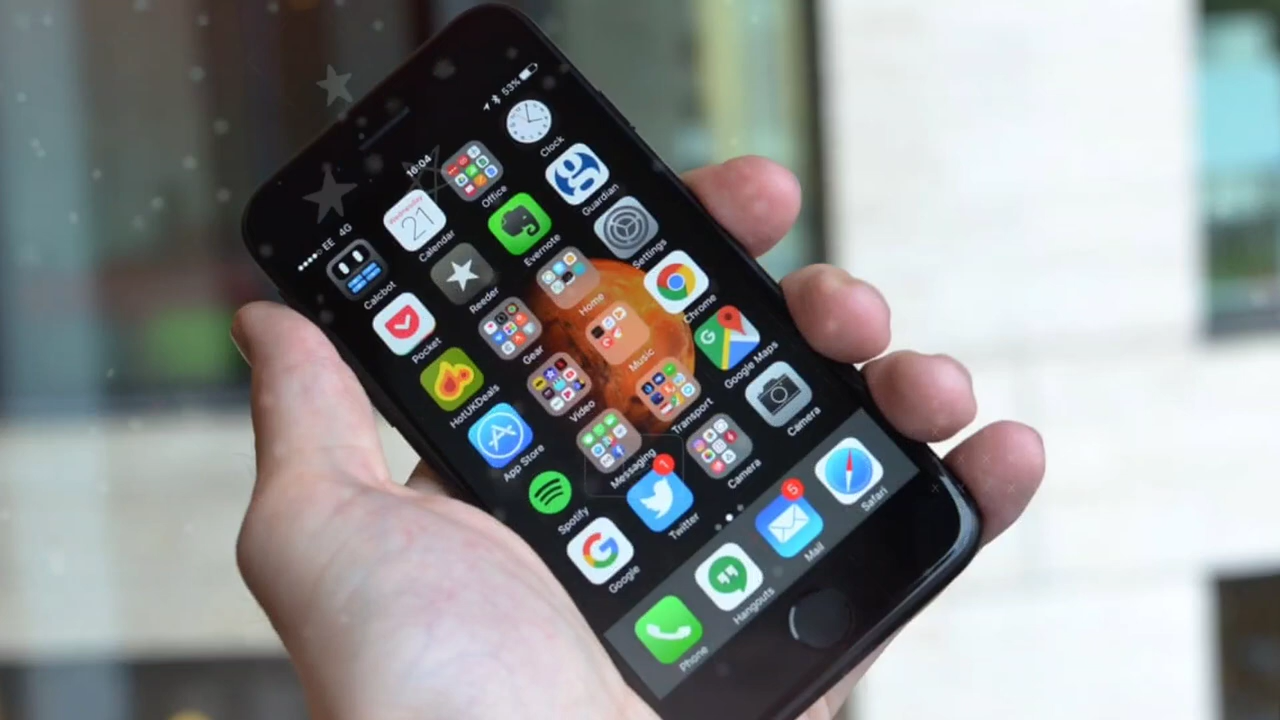 ●●●●○ EE 4G
16:04
53%
Calcbot
Wednesday
21
Calendar
Office
Clock
Pocket
Reeder
Evernote
Guardian
HotUKDeals
Gear
Home
Settings
App Store
Video
Music
Chrome
Spotify
Messaging
Transport
G
Google Maps
G
Google
1
Twitter
Camera
Camera
Phone
Hangouts
5
Mail
Safari